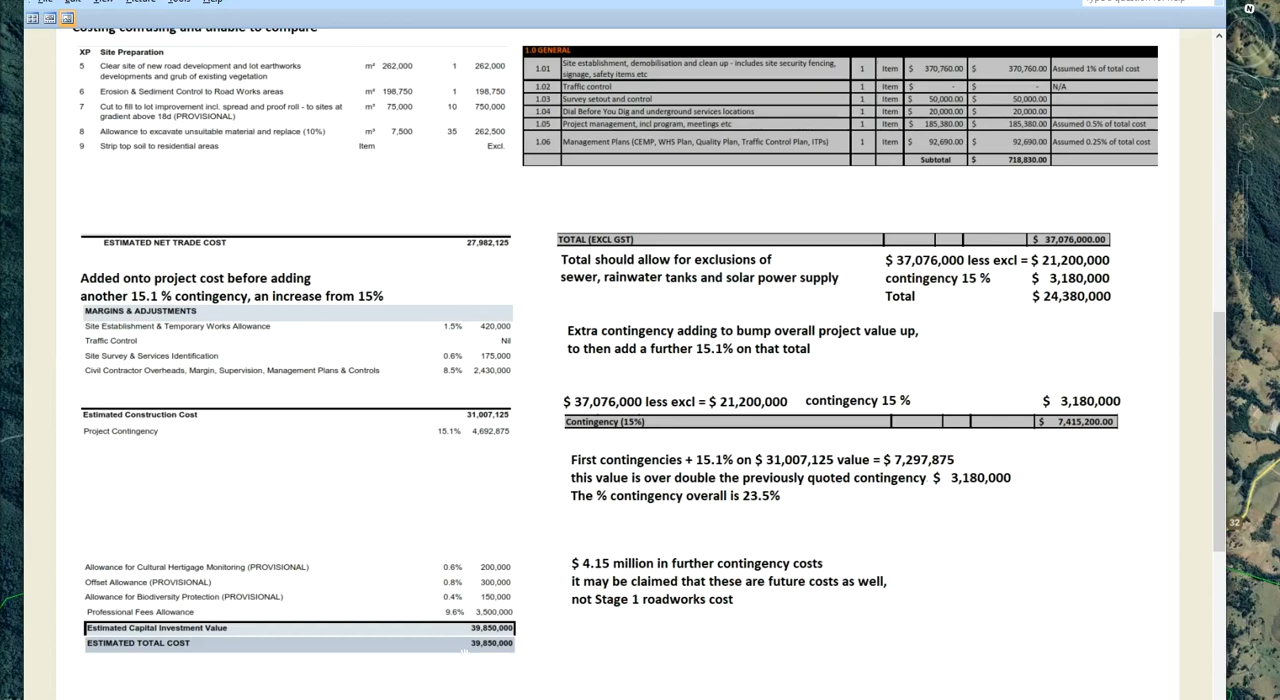 Costing confusing and unable to compare
XP Site Preparation
5 Clear site of new road development and lot earthworks m² 262,000 1 262,000
developments and grub of existing vegetation
6 Erosion & Sediment Control to Road Works areas m² 198,750 1 198,750
7 Cut to fill to lot improvement incl. spread and proof roll - to sites at m³ 75,000 10 750,000
gradient above 18d (PROVISIONAL)
8 Allowance to excavate unsuitable material and replace (10%) m³ 7,500 35 262,500
9 Strip top soil to residential areas Item Excl.
1.0 GENERAL
1.01 Site establishment, demobilisation and clean up - includes site security fencing, 1 Item $ 370,760.00 $ 370,760.00 Assumed 1% of total cost
signage, safety items etc
1.02 Traffic control 1 Item $ - $ - N/A
1.03 Survey setout and control 1 Item $ 50,000.00 $ 50,000.00
1.04 Dial Before You Dig and underground services locations 1 Item $ 20,000.00 $ 20,000.00
1.05 Project management, incl program, meetings etc 1 Item $ 185,380.00 $ 185,380.00 Assumed 0.5% of total cost
1.06 Management Plans (CEMP, WHS Plan, Quality Plan, Traffic Control Plan, ITPs) 1 Item $ 92,690.00 $ 92,690.00 Assumed 0.25% of total cost
Subtotal $ 718,830.00
ESTIMATED NET TRADE COST 27,982,125
TOTAL (EXCL GST) $ 37,076,000.00
Total should allow for exclusions of
sewer, rainwater tanks and solar power supply
$ 37,076,000 less excl = $ 21,200,000
contingency 15 % $ 3,180,000
Total $ 24,380,000
Added onto project cost before adding
another 15.1 % contingency, an increase from 15%
MARGINS & ADJUSTMENTS
Site Establishment & Temporary Works Allowance 1.5% 420,000
Traffic Control Nil
Site Survey & Services Identification 0.6% 175,000
Civil Contractor Overheads, Margin, Supervision, Management Plans & Controls 8.5% 2,430,000
Extra contingency adding to bump overall project value up,
to then add a further 15.1% on that total
Estimated Construction Cost 31,007,125
Project Contingency 15.1% 4,692,875
$ 37,076,000 less excl = $ 21,200,000 contingency 15 % $ 3,180,000
Contingency (15%) $ 7,415,200.00
First contingencies + 15.1% on $ 31,007,125 value = $ 7,297,875
this value is over double the previously quoted contingency $ 3,180,000
The % contingency overall is 23.5%
$ 4.15 million in further contingency costs
it may be claimed that these are future costs as well,
not Stage 1 roadworks cost
Allowance for Cultural Hertigage Monitoring (PROVISIONAL) 0.6% 200,000
Offset Allowance (PROVISIONAL) 0.8% 300,000
Allowance for Biodiversity Protection (PROVISIONAL) 0.4% 150,000
Professional Fees Allowance 9.6% 3,500,000
Estimated Capital Investment Value 39,850,000
ESTIMATED TOTAL COST 39,850,000
N
32